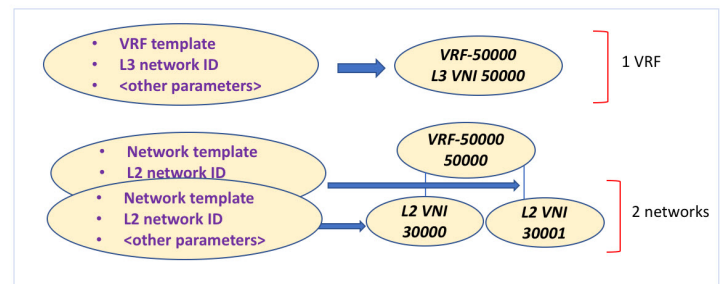 • VRF template
• L3 network ID
• <other parameters>
VRF-50000
L3 VNI 50000
1 VRF
• Network template
• L2 network ID
VRF-50000
50000
• Network template
• L2 network ID
• <other parameters>
L2 VNI
30000
L2 VNI
30001
2 networks